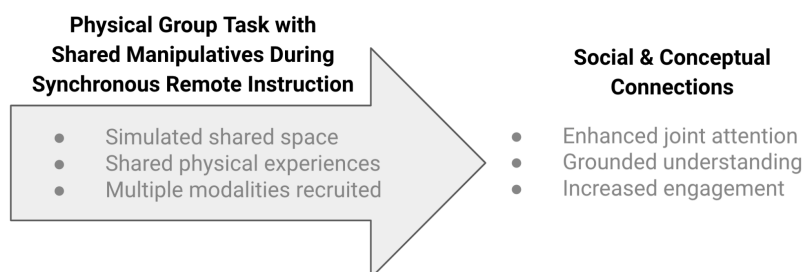 Physical Group Task with
Shared Manipulatives During
Synchronous Remote Instruction
● Simulated shared space
● Shared physical experiences
● Multiple modalities recruited
Social & Conceptual
Connections
● Enhanced joint attention
● Grounded understanding
● Increased engagement